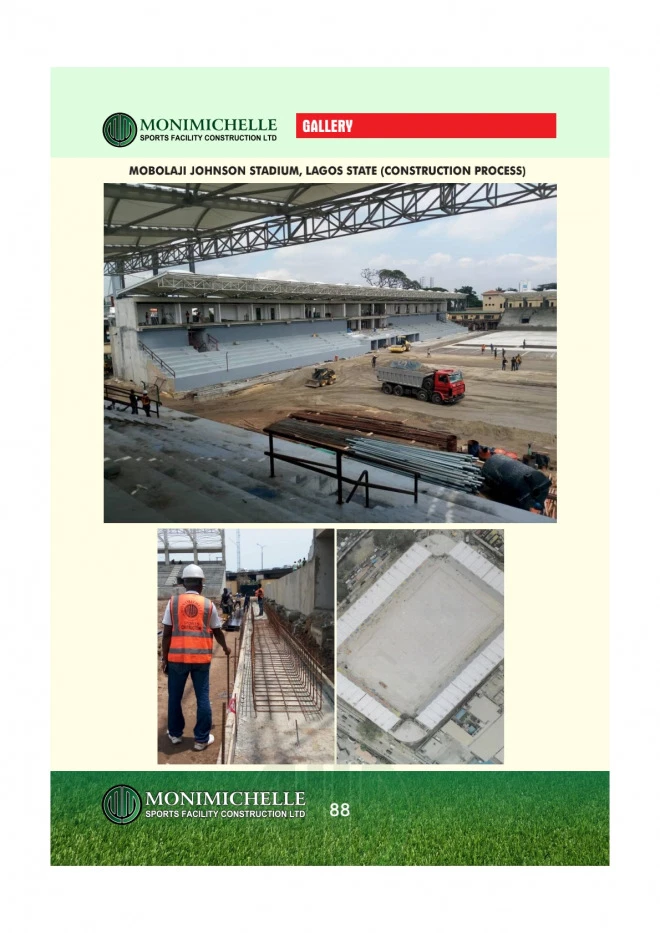 MONIMICHELLE
SPORTS FACILITY CONSTRUCTION LTD
GALLERY
MOBOLAJI JOHNSON STADIUM, LAGOS STATE (CONSTRUCTION PROCESS)
MONIMICHELLE
SPORTS FACILITY CONSTRUCTION LTD
88